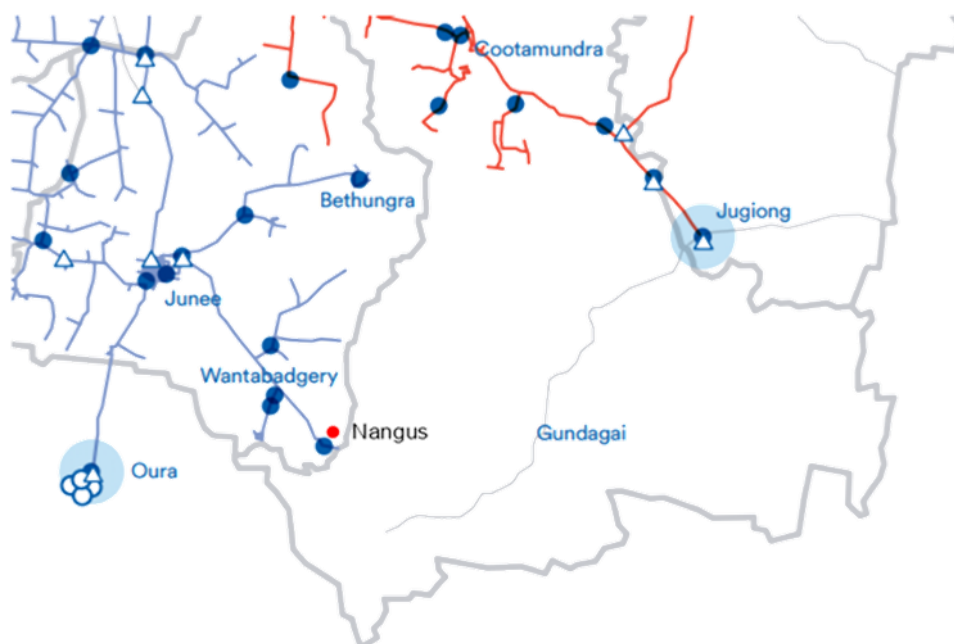 Cootamundra
Bethungra
Jugiong
Junee
Wantabadgery
Nangus
Gundagai
Oura